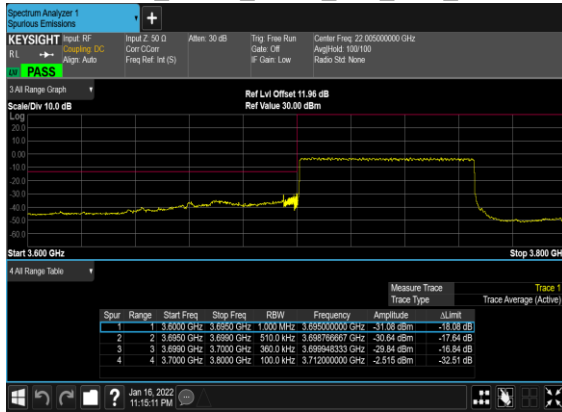 Spectrum Analyzer 1
Spurious Emissions
+
KEYSIGHT Input: RF Input Z: 50 Ω Atten: 30 dB Trig: Free Run Center Freq: 22.005000000 GHz
RL Coupling: DC Corr CCorr Gate: Off Avg|Hold: 100/100
Align: Auto Freq Ref: Int (S) IF Gain: Low Radio Std: None
LW PASS
3 All Range Graph
Ref Lvl Offset 11.96 dB
Scale/Div 10.0 dB Ref Value 30.00 dBm
Log
20.0
10.0
0.00
-10.0
-20.0
-30.0
-40.0
-50.0
-60.0
Start 3.600 GHz Stop 3.800 GH
4 All Range Table
Measure Trace Trace 1
Trace Type Trace Average (Active)
Spur Range Start Freq Stop Freq RBW Frequency Amplitude ΔLimit
1 1 3.6000 GHz 3.6950 GHz 1.000 MHz 3.695000000 GHz -31.08 dBm -18.08 dB
2 2 3.6950 GHz 3.6990 GHz 510.0 kHz 3.698766667 GHz -30.64 dBm -17.64 dB
3 3 3.6990 GHz 3.7000 GHz 360.0 kHz 3.699948333 GHz -29.84 dBm -16.84 dB
4 4 3.7000 GHz 3.8000 GHz 100.0 kHz 3.712000000 GHz -2.515 dBm -32.51 dB
? Jan 16, 2022
11:15:11 PM